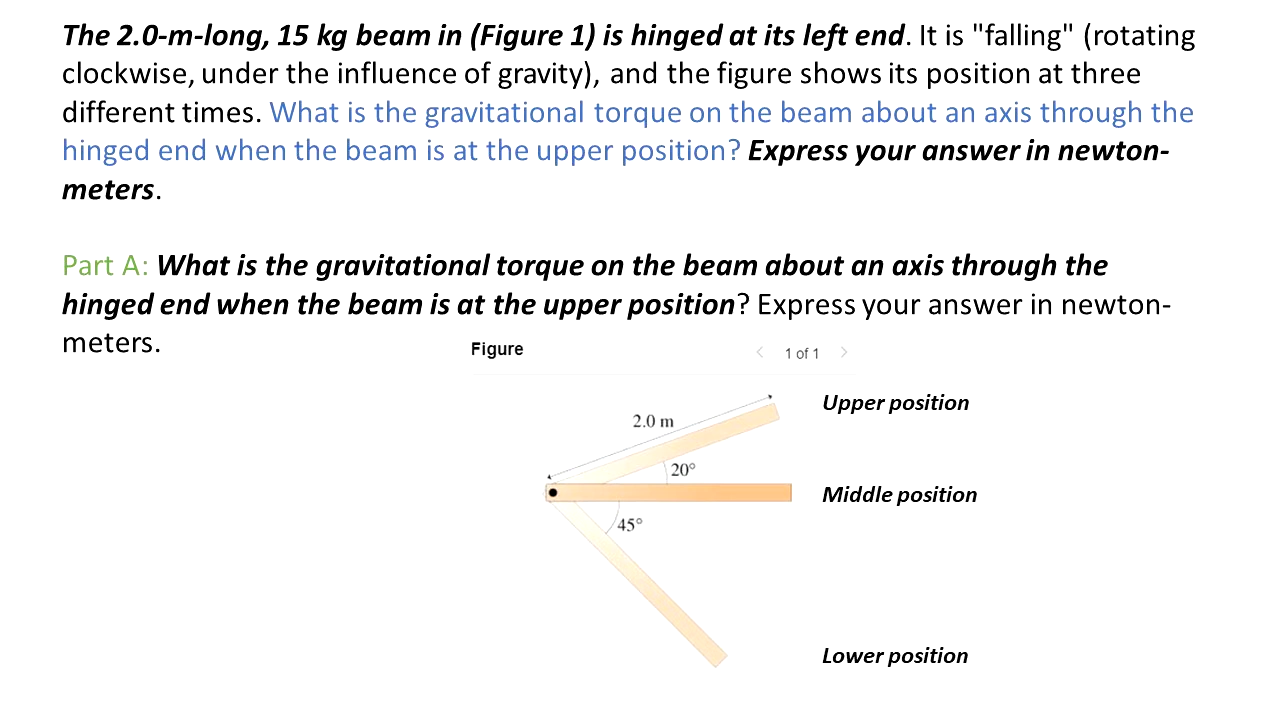 The 2.0-m-long, 15 kg beam in (Figure 1) is hinged at its left end. It is "falling" (rotating
clockwise, under the influence of gravity), and the figure shows its position at three
different times. What is the gravitational torque on the beam about an axis through the
hinged end when the beam is at the upper position? Express your answer in newton-
meters.
Part A: What is the gravitational torque on the beam about an axis through the
hinged end when the beam is at the upper position? Express your answer in newton-
meters.
Figure
1 of 1
Upper position
2.0 m
20°
Middle position
45°
Lower position